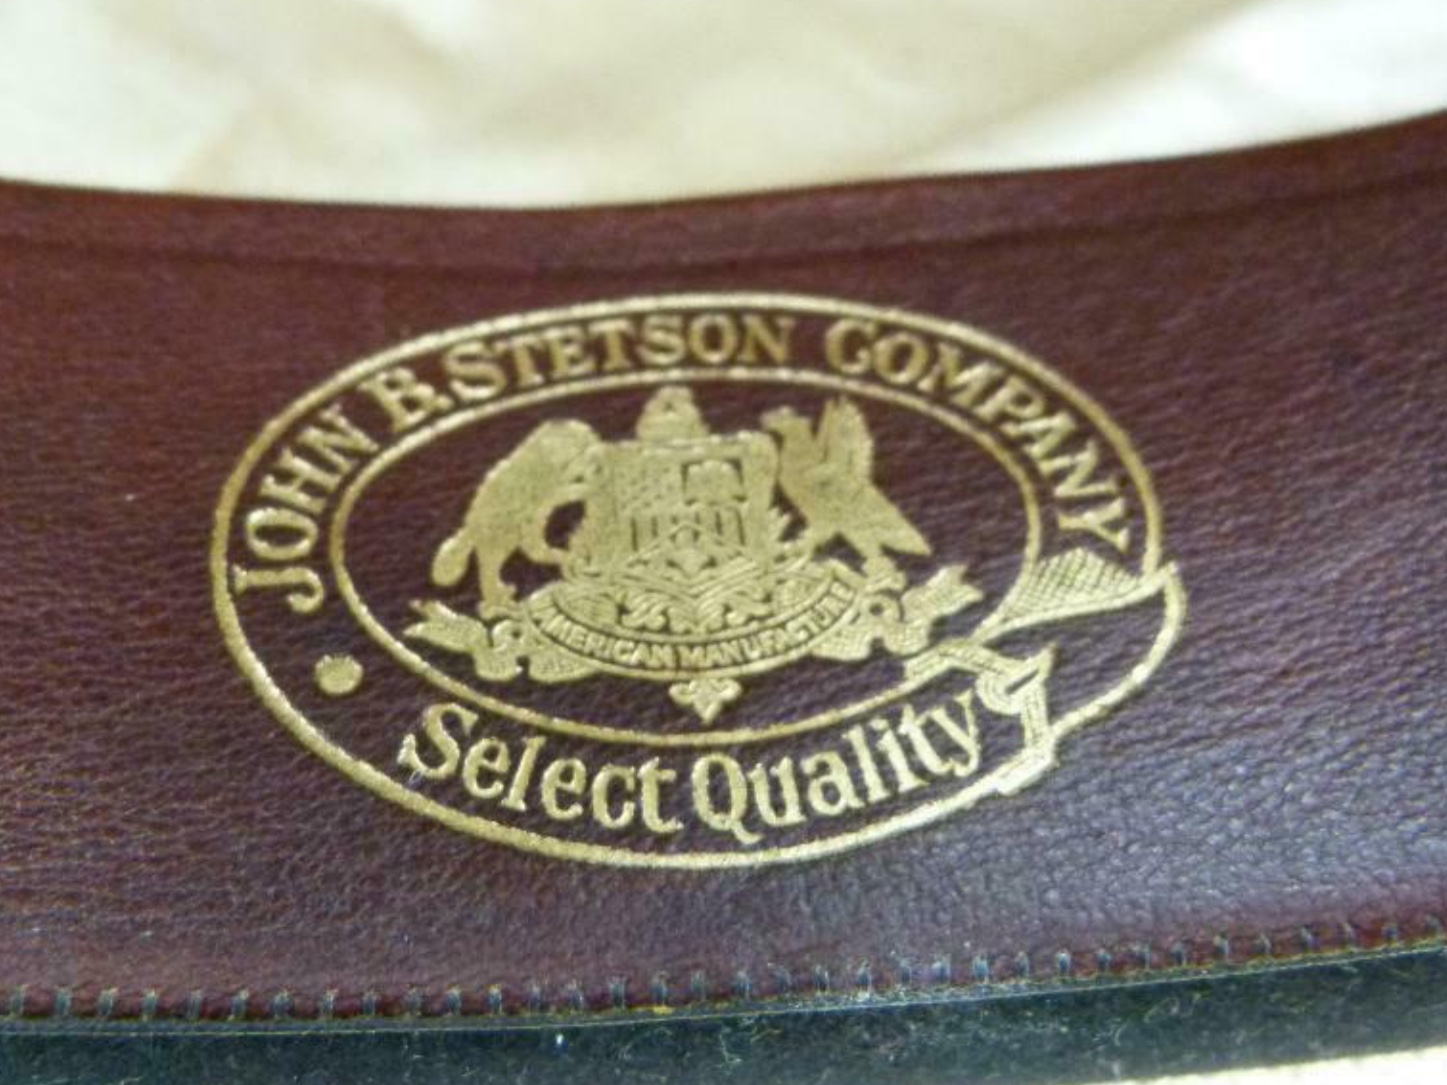 JOHN B. STETSON COMPANY
AMERICAN MANUFACTURE
Select Quality